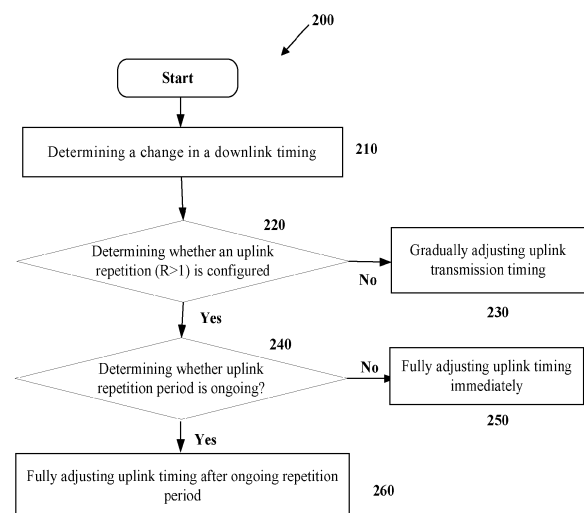 200
Start
Determining a change in a downlink timing
210
220
Determining whether an uplink
repetition (R>1) is configured
No
Gradually adjusting uplink
transmission timing
230
Yes
240
Determining whether uplink
repetition period is ongoing?
No
Fully adjusting uplink timing
immediately
250
Yes
Fully adjusting uplink timing after ongoing repetition
period
260